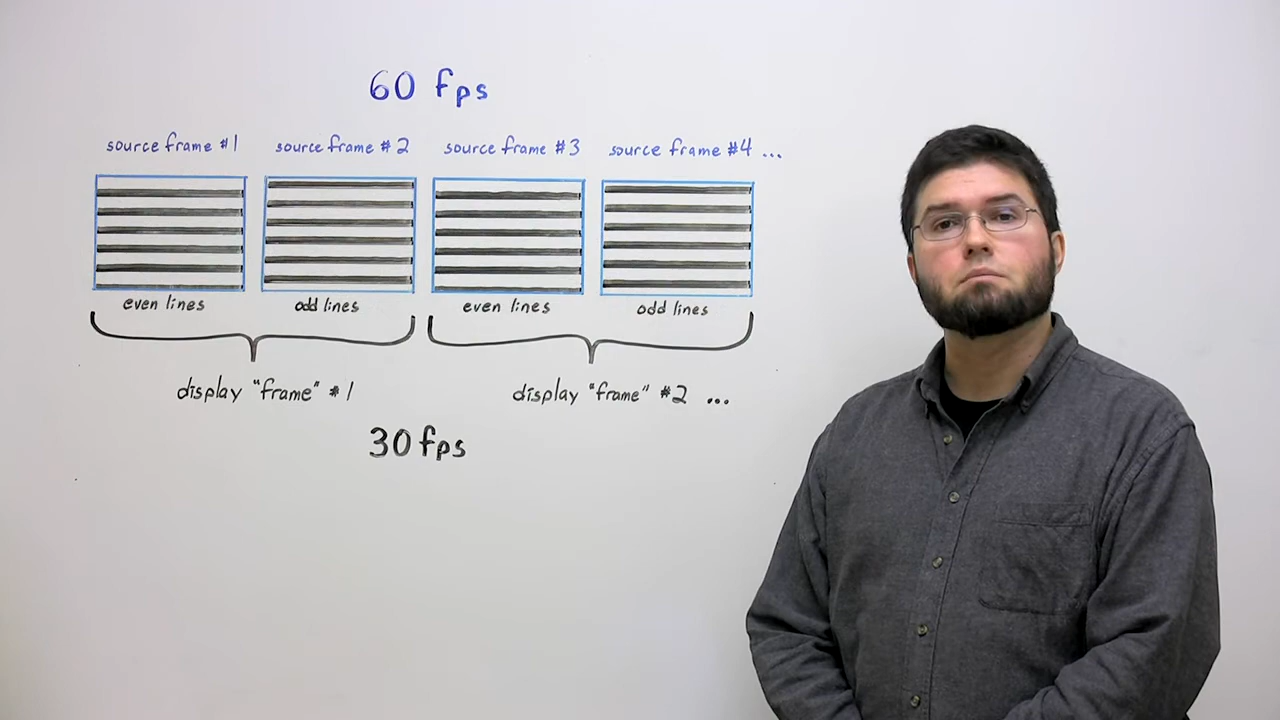 60 fps
source frame #1 source frame #2 source frame #3 source frame #4 ...
even lines odd lines even lines odd lines
display "frame" #1 display "frame" #2 ...
30 fps